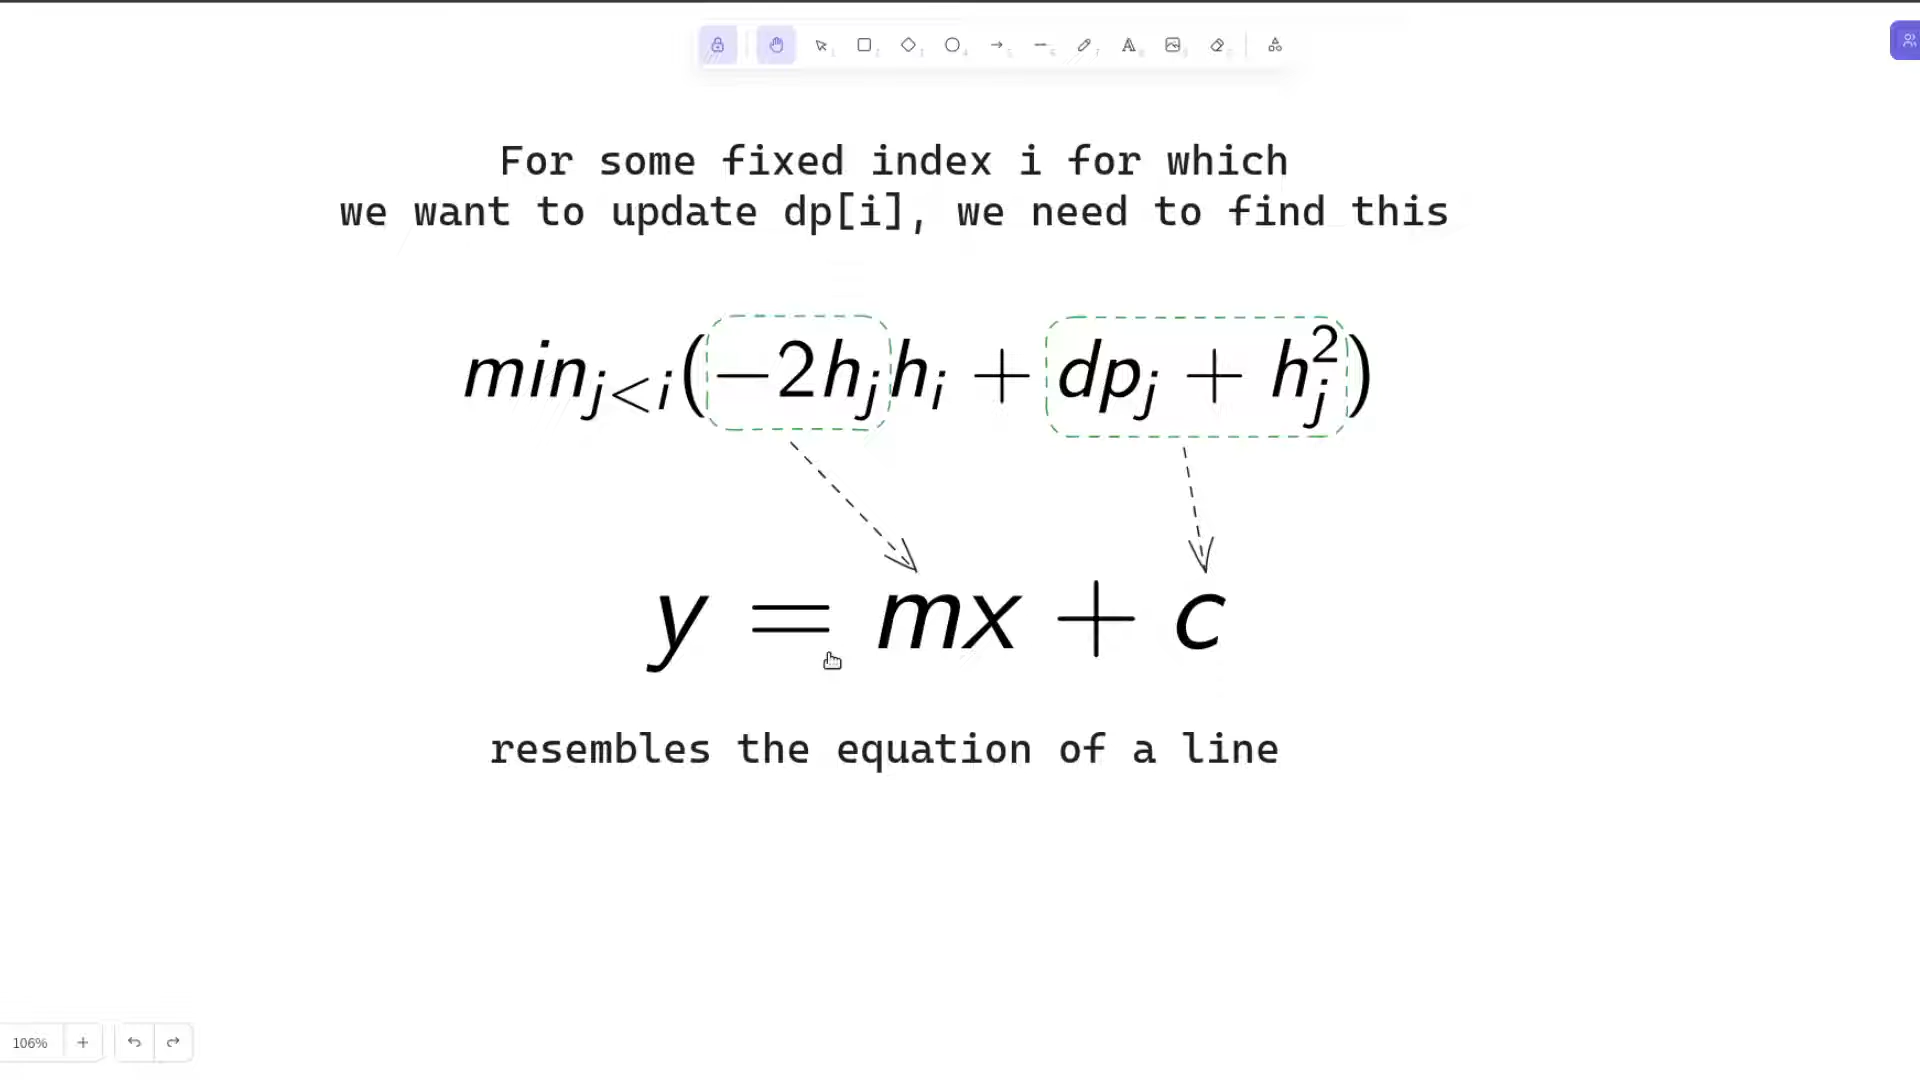 For some fixed index i for which
we want to update dp[i], we need to find this
min_{j<i}(-2h_j h_i + dp_j + h_j^2)
y = mx + c
resembles the equation of a line
106%